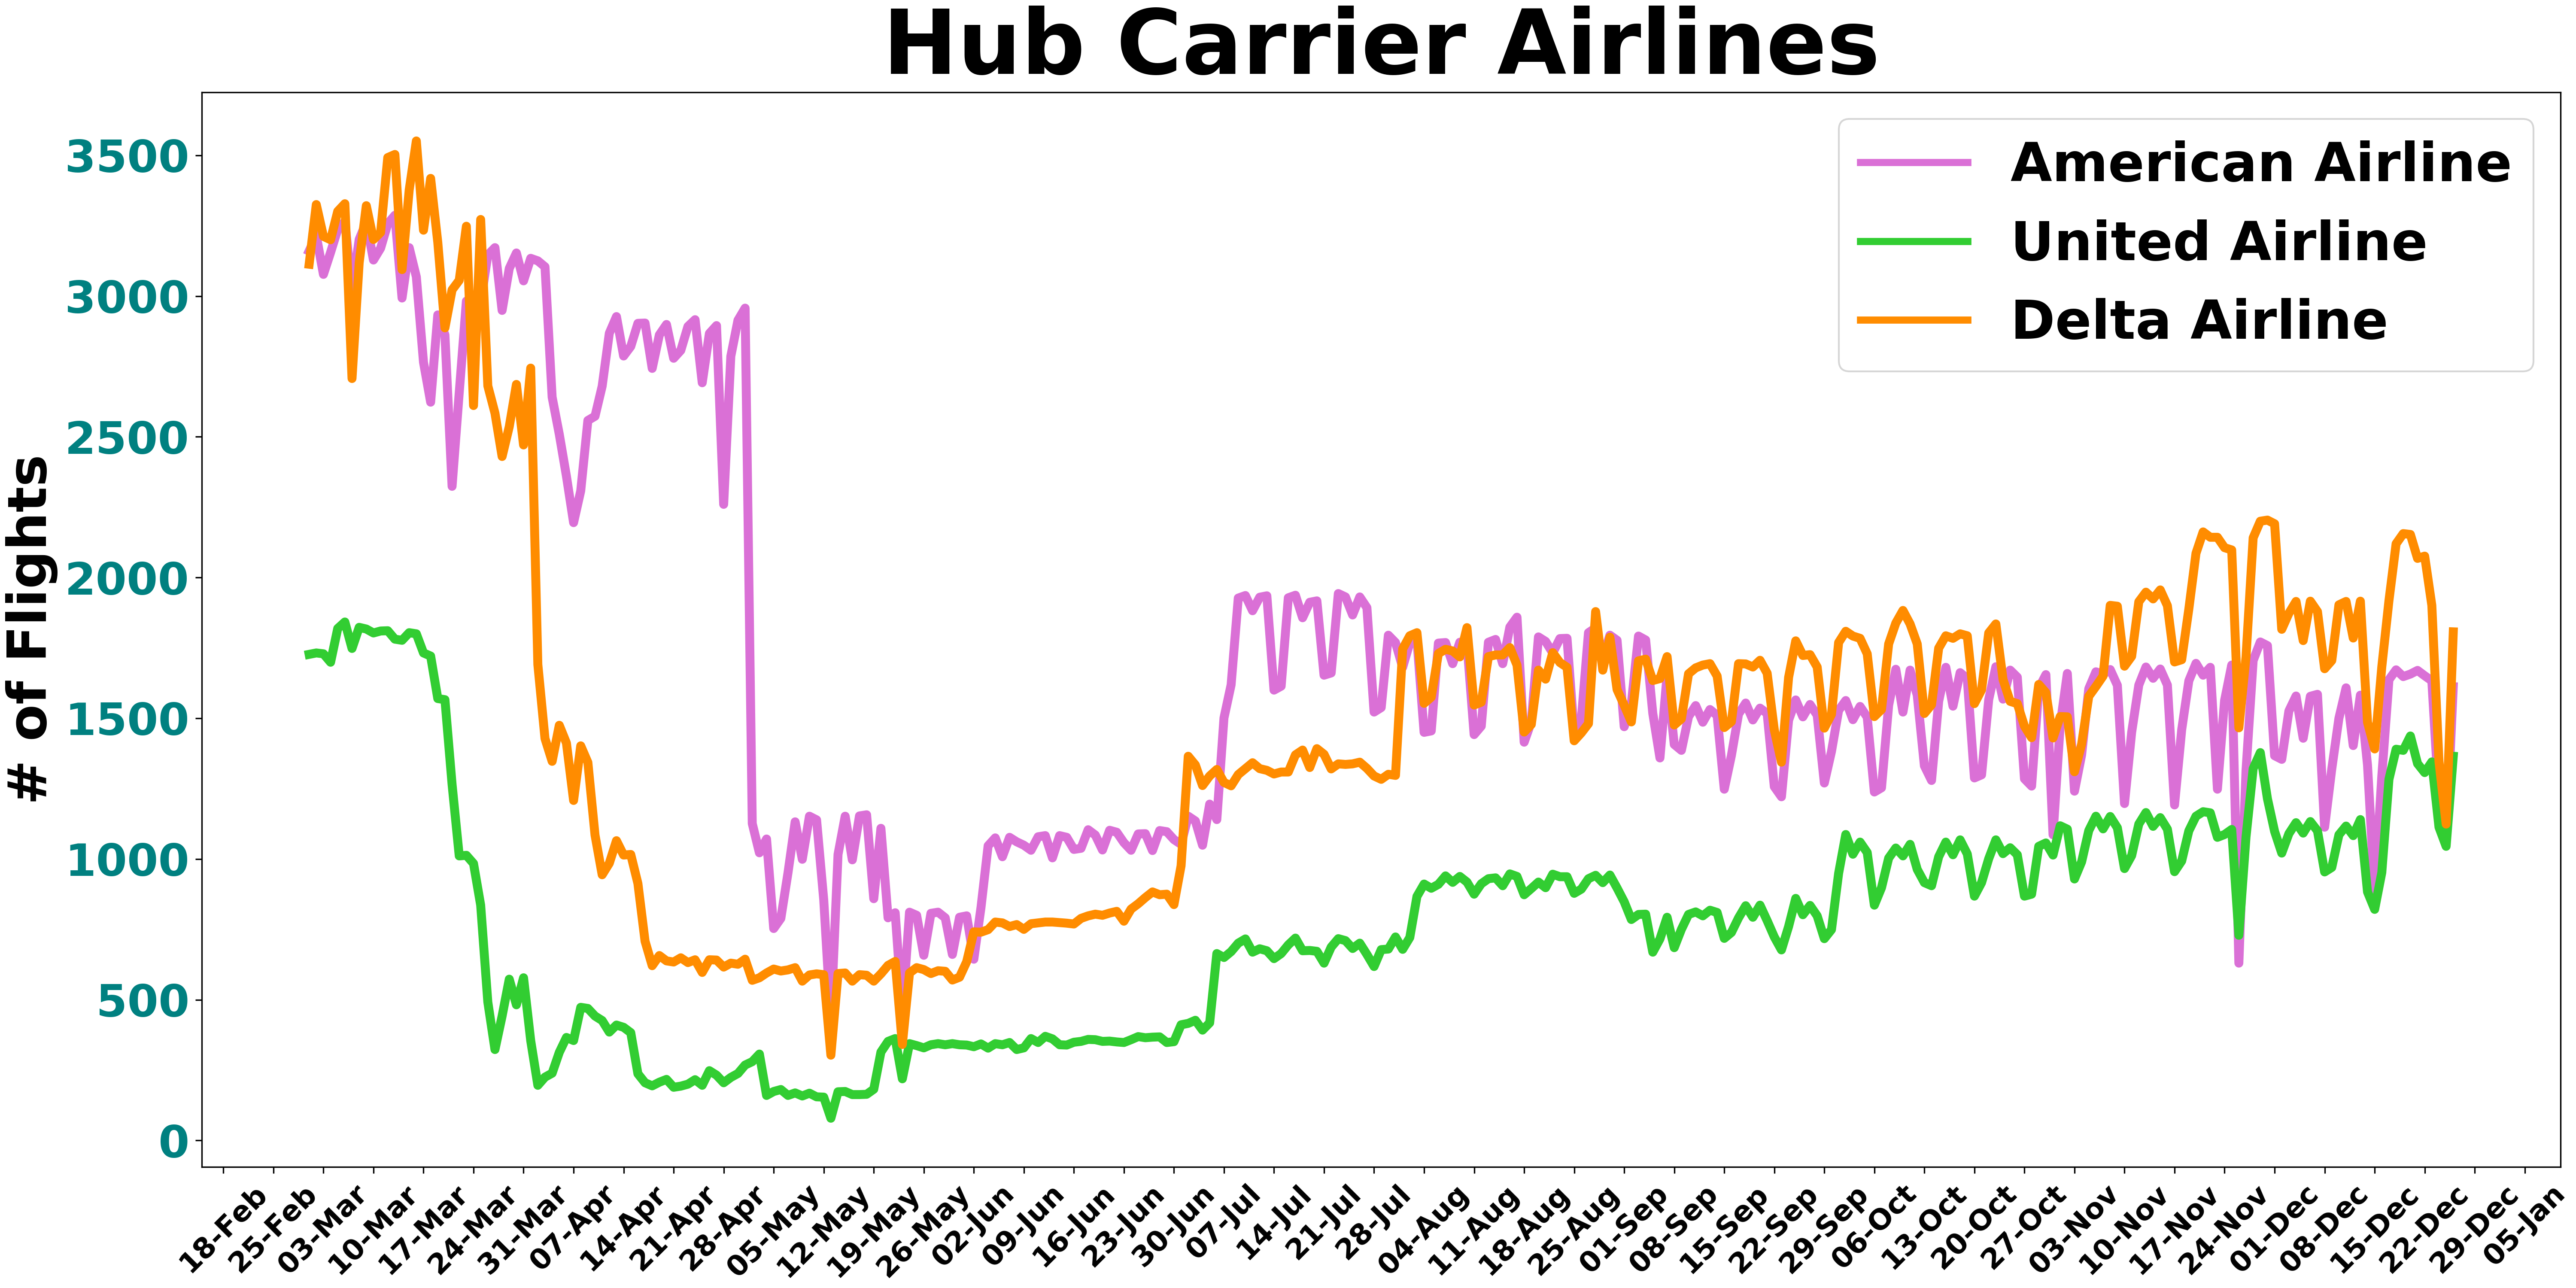 Hub Carrier Airlines
# of Flights
3500
3000
2500
2000
1500
1000
500
0
American Airline
United Airline
Delta Airline
18-Feb
25-Feb
03-Mar
10-Mar
17-Mar
24-Mar
31-Mar
07-Apr
14-Apr
21-Apr
28-Apr
05-May
12-May
19-May
26-May
02-Jun
09-Jun
16-Jun
23-Jun
30-Jun
07-Jul
14-Jul
21-Jul
28-Jul
04-Aug
11-Aug
18-Aug
25-Aug
01-Sep
08-Sep
15-Sep
22-Sep
29-Sep
06-Oct
13-Oct
20-Oct
27-Oct
03-Nov
10-Nov
17-Nov
24-Nov
01-Dec
08-Dec
15-Dec
22-Dec
29-Dec
05-Jan